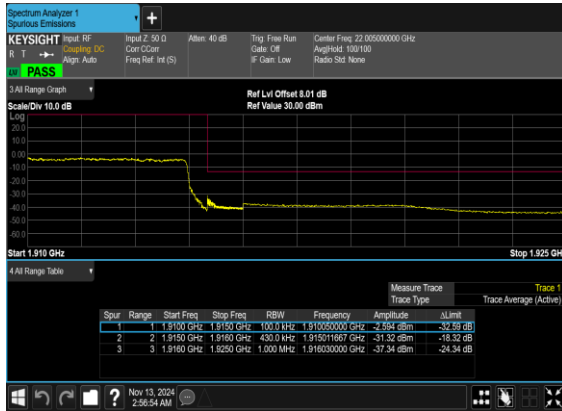 Spectrum Analyzer 1
Spurious Emissions
KEYSIGHT Input: RF Input Z: 50 Ω Atten: 40 dB Trig: Free Run Center Freq: 22.005000000 GHz
R T Coupling: DC Corr CCorr Gate: Off Avg|Hold: 100/100
Align: Auto Freq Ref: Int (S) IF Gain: Low Radio Std: None
PASS
3 All Range Graph
Ref Lvl Offset 8.01 dB
Scale/Div 10.0 dB Ref Value 30.00 dBm
Log
20.0
10.0
0.00
-10.0
-20.0
-30.0
-40.0
-50.0
-60.0
Start 1.910 GHz Stop 1.925 GH
4 All Range Table
Measure Trace Trace 1
Trace Type Trace Average (Active)
Spur Range Start Freq Stop Freq RBW Frequency Amplitude ΔLimit
1 1 1.9100 GHz 1.9150 GHz 100.0 kHz 1.910050000 GHz -2.594 dBm -32.59 dB
2 2 1.9150 GHz 1.9160 GHz 430.0 kHz 1.915011667 GHz -31.32 dBm -18.32 dB
3 3 1.9160 GHz 1.9250 GHz 1.000 MHz 1.916030000 GHz -37.34 dBm -24.34 dB
? Nov 13, 2024
2:56:54 AM